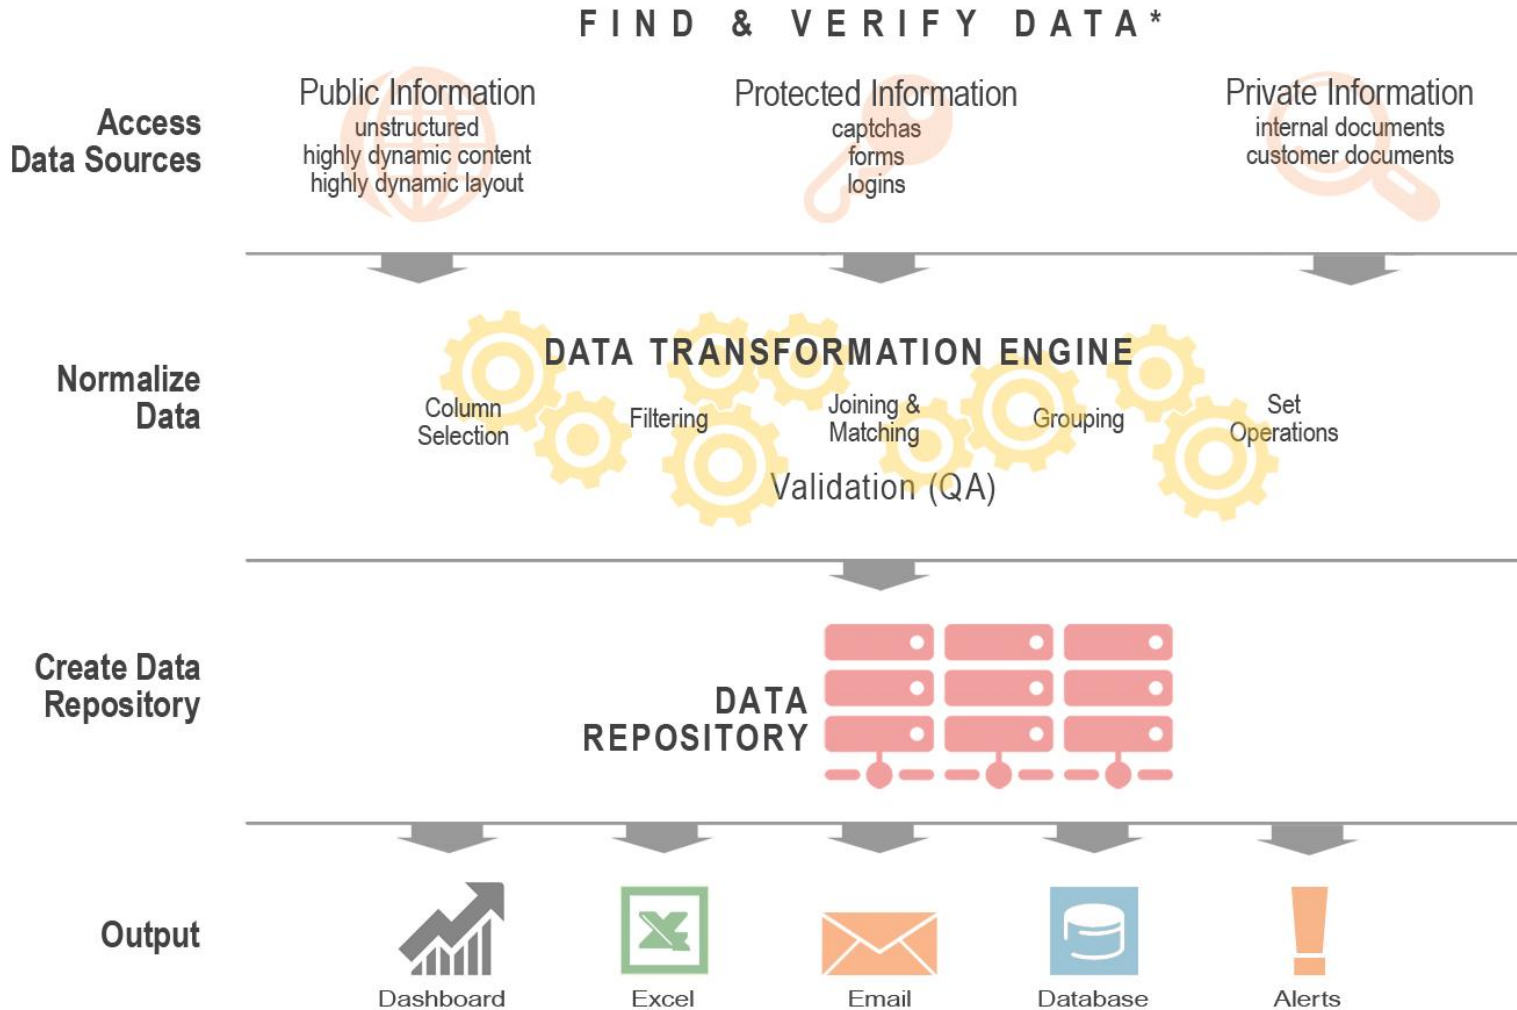 FIND & VERIFY DATA*
Access
Data Sources
Public Information
unstructured
highly dynamic content
highly dynamic layout
Protected Information
captchas
forms
logins
Private Information
internal documents
customer documents
Normalize
Data
DATA TRANSFORMATION ENGINE
Column
Selection
Filtering
Joining &
Matching
Grouping
Set
Operations
Validation (QA)
Create Data
Repository
DATA
REPOSITORY
Output
Dashboard
Excel
Email
Database
Alerts